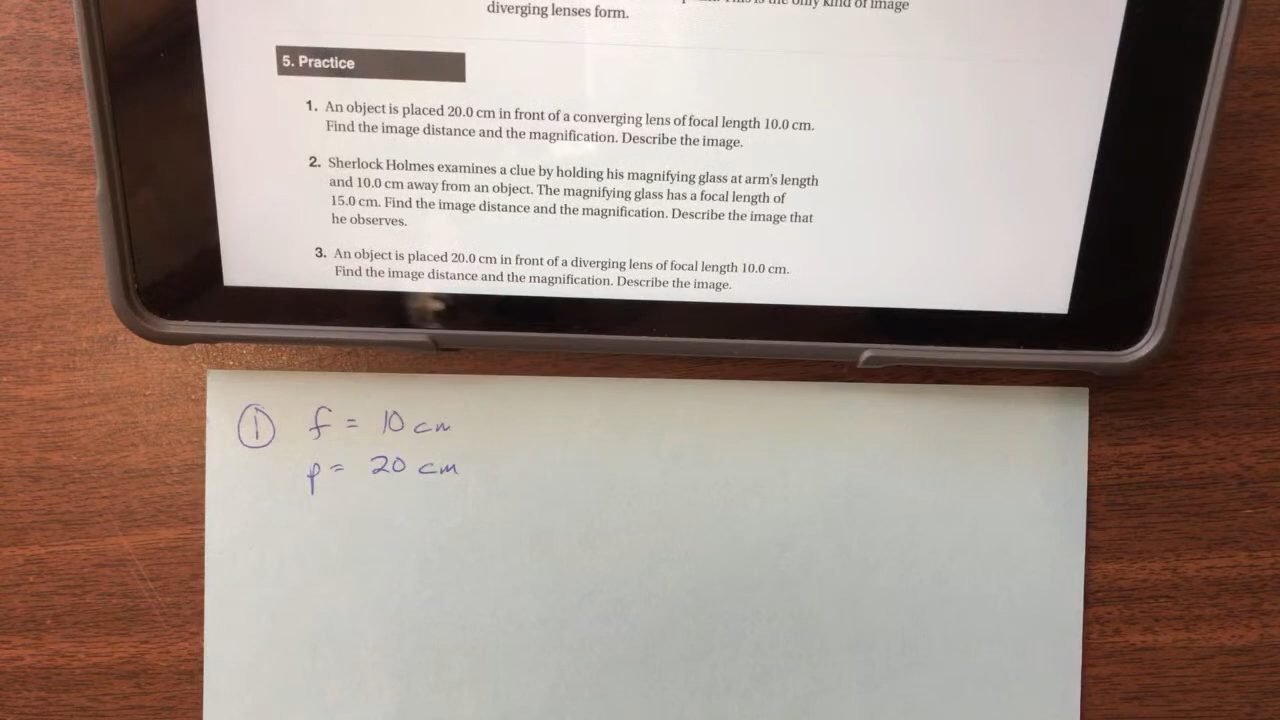 the only kind of image
diverging lenses form.
5. Practice
1. An object is placed 20.0 cm in front of a converging lens of focal length 10.0 cm.
Find the image distance and the magnification. Describe the image.
2. Sherlock Holmes examines a clue by holding his magnifying glass at arm's length
and 10.0 cm away from an object. The magnifying glass has a focal length of
15.0 cm. Find the image distance and the magnification. Describe the image that
he observes.
3. An object is placed 20.0 cm in front of a diverging lens of focal length 10.0 cm.
Find the image distance and the magnification. Describe the image.
1 f = 10 cm
p = 20 cm